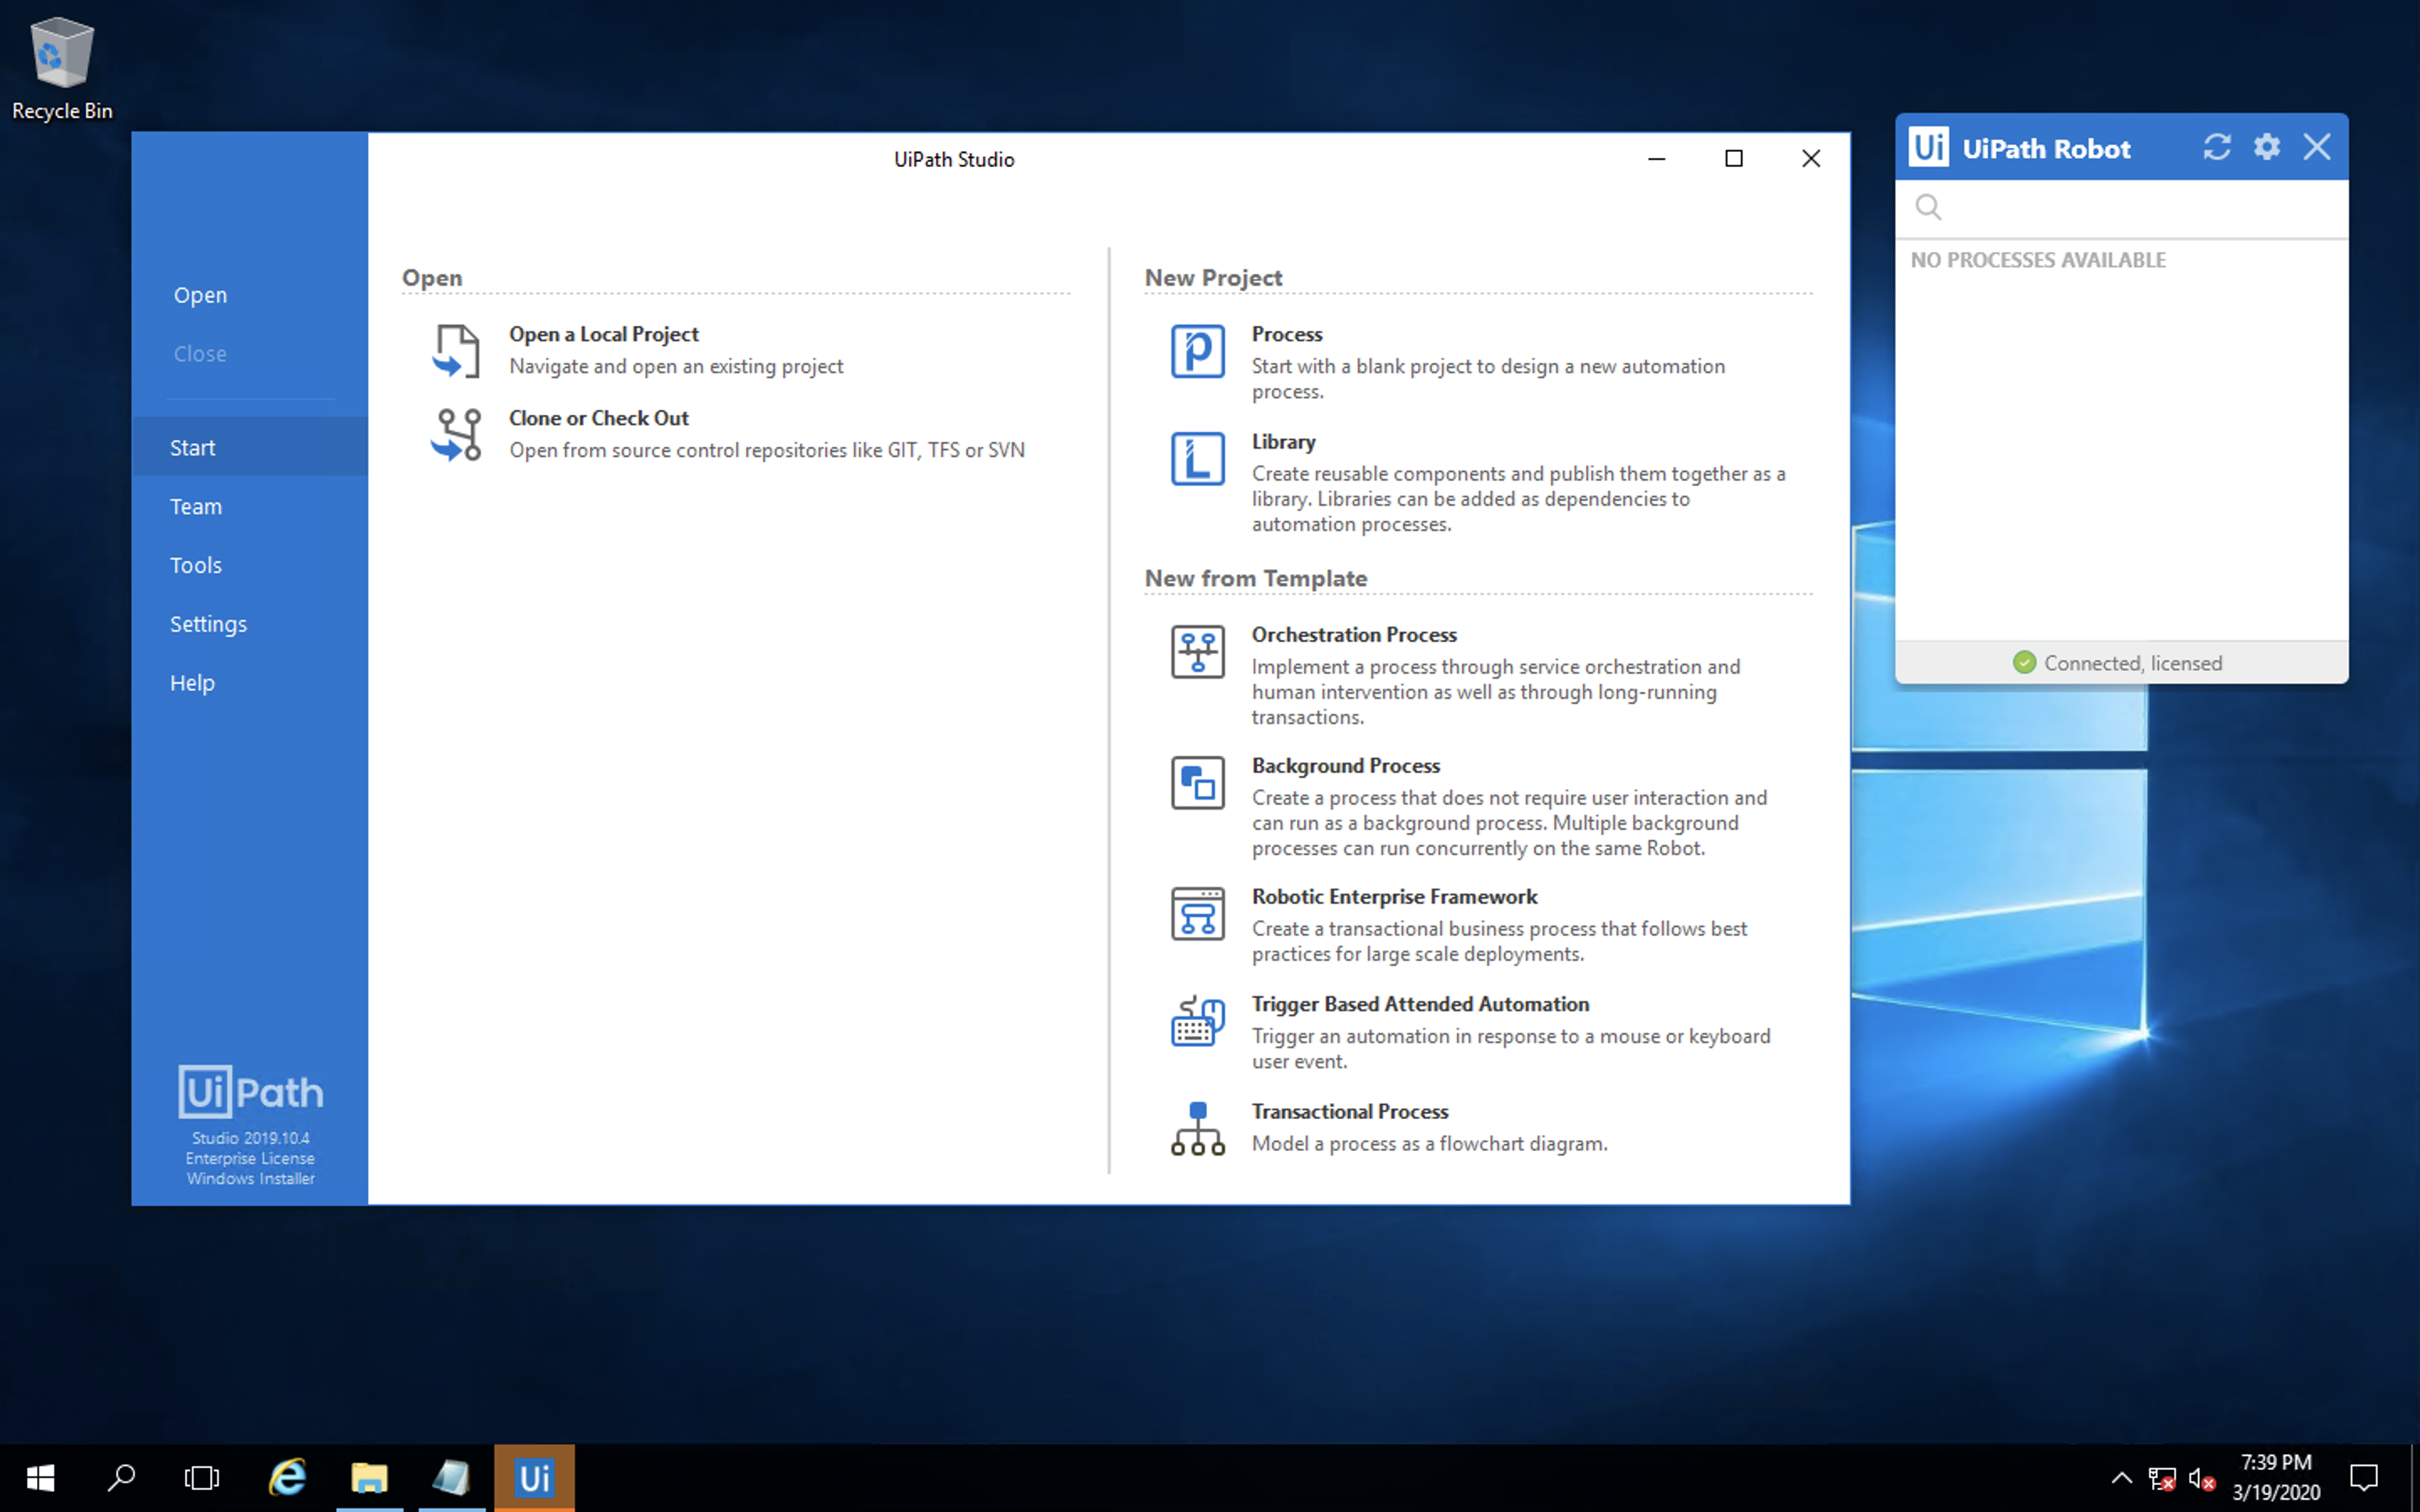 Recycle Bin
UiPath Studio
Open
Close
Start
Team
Tools
Settings
Help
UiPath
Studio 2019.10.4
Enterprise License
Windows Installer
Open
Open a Local Project
Navigate and open an existing project
Clone or Check Out
Open from source control repositories like GIT, TFS or SVN
New Project
Process
Start with a blank project to design a new automation
process.
Library
Create reusable components and publish them together as a
library. Libraries can be added as dependencies to
automation processes.
New from Template
Orchestration Process
Implement a process through service orchestration and
human intervention as well as through long-running
transactions.
Background Process
Create a process that does not require user interaction and
can run as a background process. Multiple background
processes can run concurrently on the same Robot.
Robotic Enterprise Framework
Create a transactional business process that follows best
practices for large scale deployments.
Trigger Based Attended Automation
Trigger an automation in response to a mouse or keyboard
user event.
Transactional Process
Model a process as a flowchart diagram.
Ui UiPath Robot
NO PROCESSES AVAILABLE
Connected, licensed
Ui
7:39 PM
3/19/2020